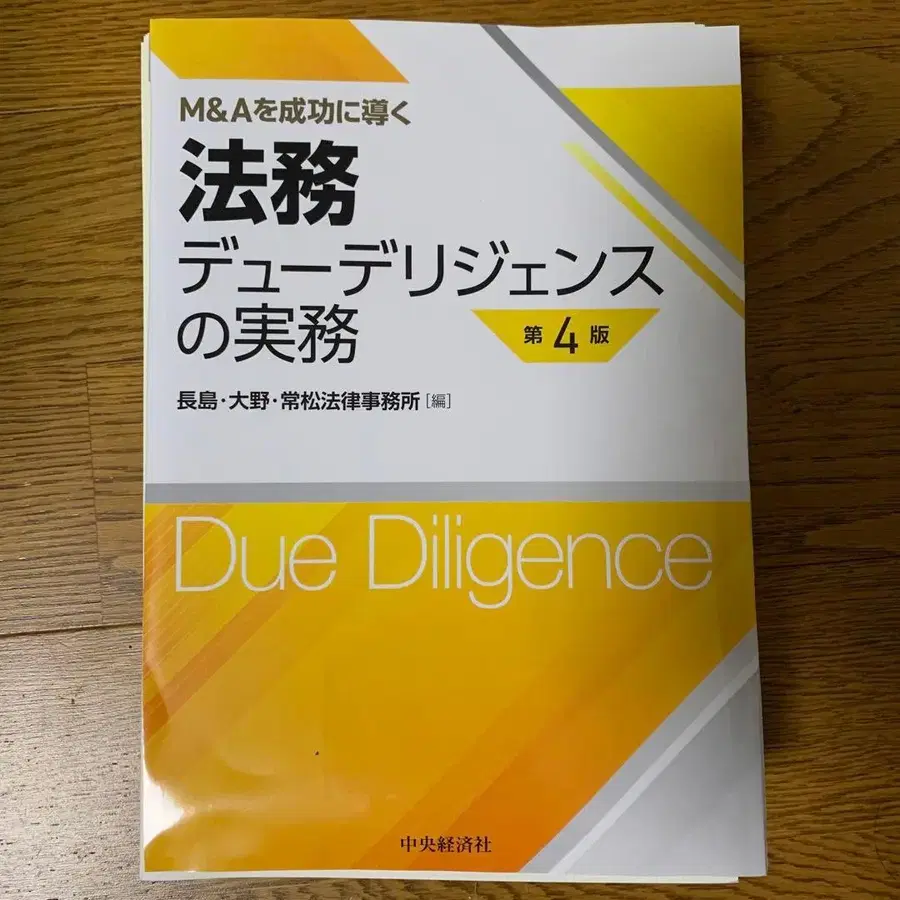 M&Aを成功に導く
法務
デューデリジェンス
の実務
第4版
長島・大野・常松法律事務所［編］
Due Diligence
中央経済社